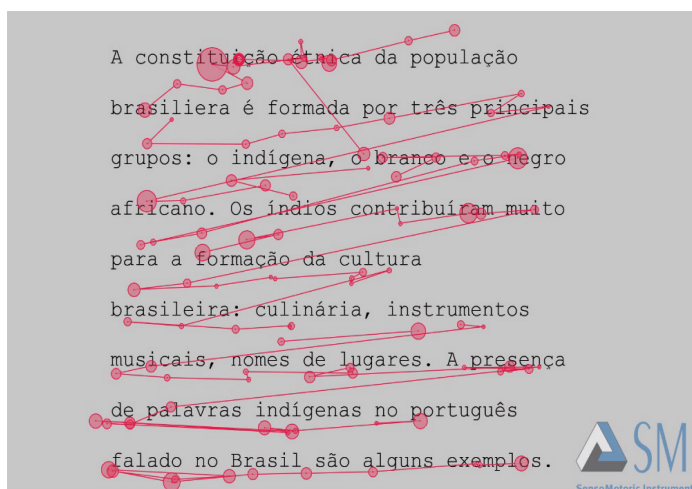 A constituição étnica da população
brasiliera é formada por três principais
grupos: o indígena, o branco e o negro
africano. Os índios contribuíram muito
para a formação da cultura
brasileira: culinária, instrumentos
musicais, nomes de lugares. A presença
de palavras indígenas no português
falado no Brasil são alguns exemplos.
SM
SensoMotoric Instrument